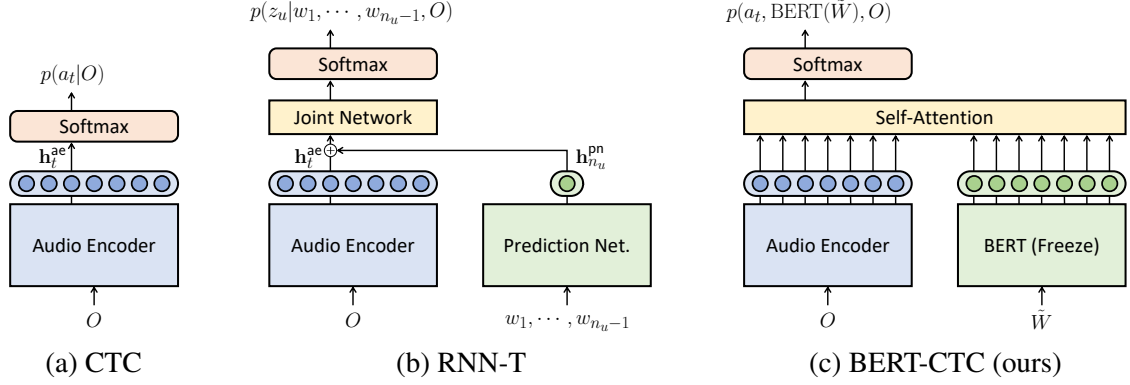 p(a_t|O)
Softmax
h_t^ae
Audio Encoder
O
(a) CTC
p(z_u|w_1, ⋯ , w_{n_u−1}, O)
Softmax
Joint Network
h_t^ae
h_{n_u}^pn
Audio Encoder
Prediction Net.
O
w_1, ⋯ , w_{n_u−1}
(b) RNN-T
p(a_t, BERT(W̃), O)
Softmax
Self-Attention
Audio Encoder
BERT (Freeze)
O
W̃
(c) BERT-CTC (ours)